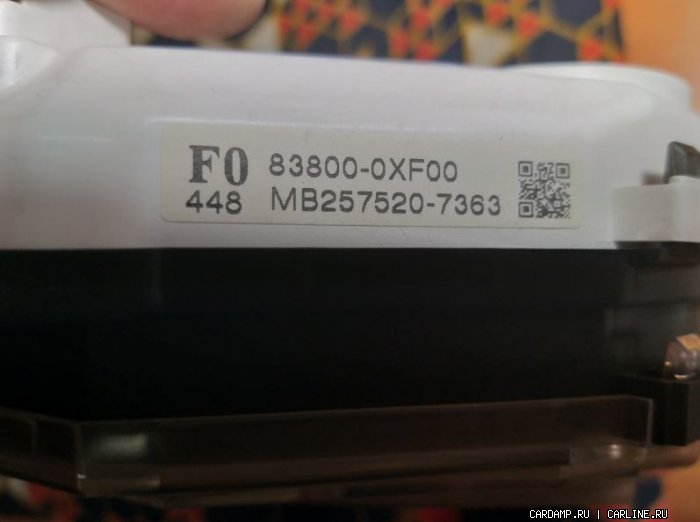 F0 83800-0XF00
448 MB257520-7363
CARDAMP.RU | CARLINE.RU